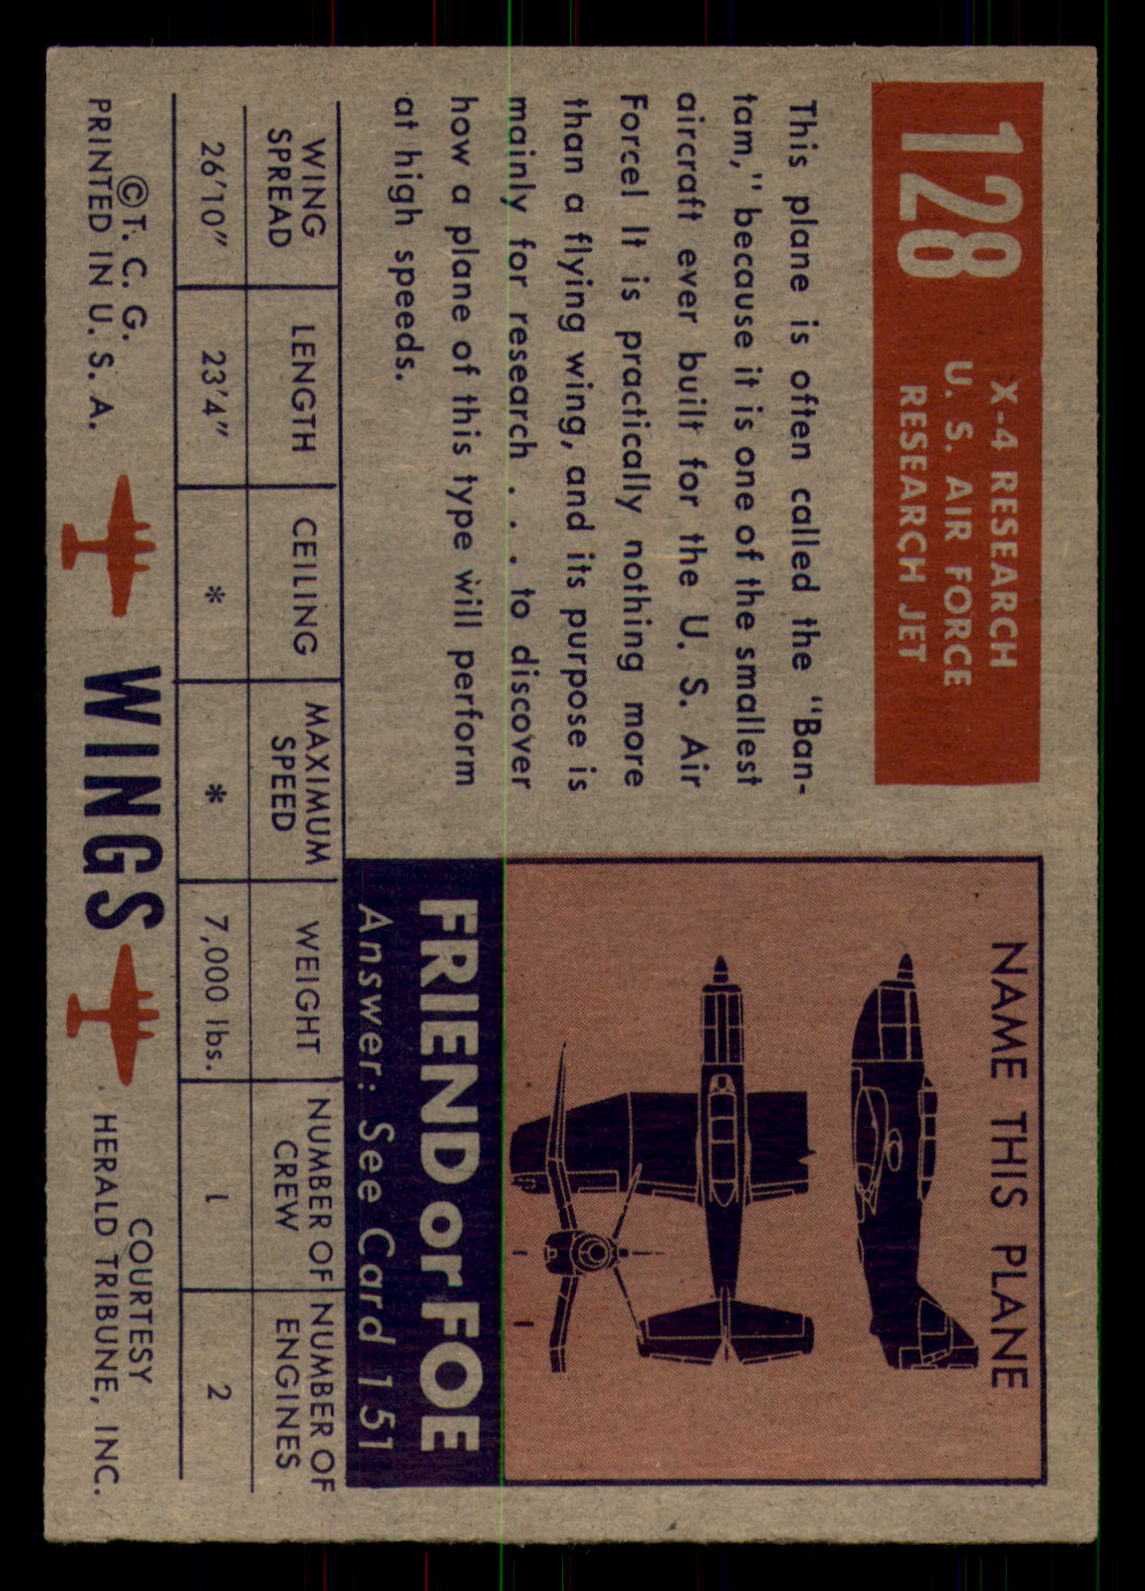 128
X-4 RESEARCH
U. S. AIR FORCE
RESEARCH JET
This plane is often called the "Ban-
tam," because it is one of the smallest
aircraft ever built for the U. S. Air
Force! It is practically nothing more
than a flying wing, and its purpose is
mainly for research . . . to discover
how a plane of this type will perform
at high speeds.
NAME THIS PLANE
FRIEND or FOE
Answer: See Card 151
WING SPREAD LENGTH CEILING MAXIMUM SPEED WEIGHT NUMBER OF CREW NUMBER OF ENGINES
26'10" 23'4" * * 7,000 lbs. 1 2
©T. C. G.
PRINTED IN U. S. A.
WINGS
COURTESY
HERALD TRIBUNE, INC.